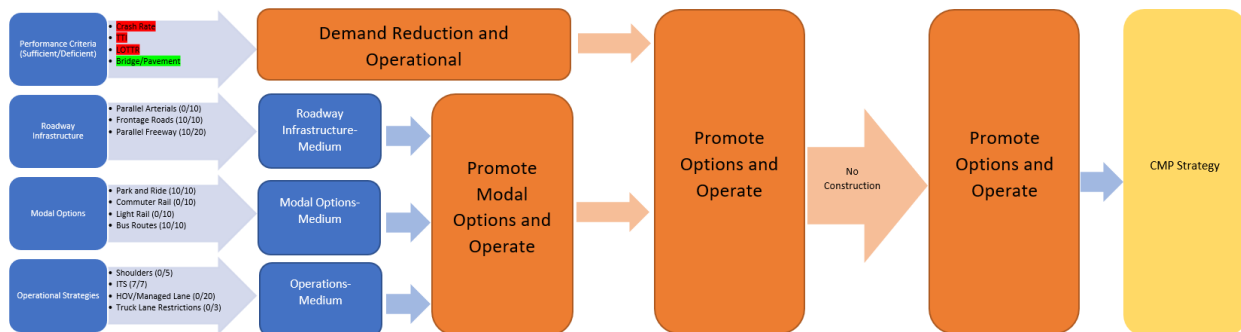 Performance Criteria
(Sufficient/Deficient)
• Crash Rate
• TTI
• LOTTR
• Bridge/Pavement
Demand Reduction and
Operational
Roadway
Infrastructure
• Parallel Arterials (0/10)
• Frontage Roads (10/10)
• Parallel Freeway (10/20)
Roadway
Infrastructure-
Medium
Modal Options
• Park and Ride (10/10)
• Commuter Rail (0/10)
• Light Rail (0/10)
• Bus Routes (10/10)
Modal Options-
Medium
Operational Strategies
• Shoulders (0/5)
• ITS (7/7)
• HOV/Managed Lane (0/20)
• Truck Lane Restrictions (0/3)
Operations-
Medium
Promote
Modal
Options and
Operate
Promote
Options and
Operate
No
Construction
Promote
Options and
Operate
CMP Strategy